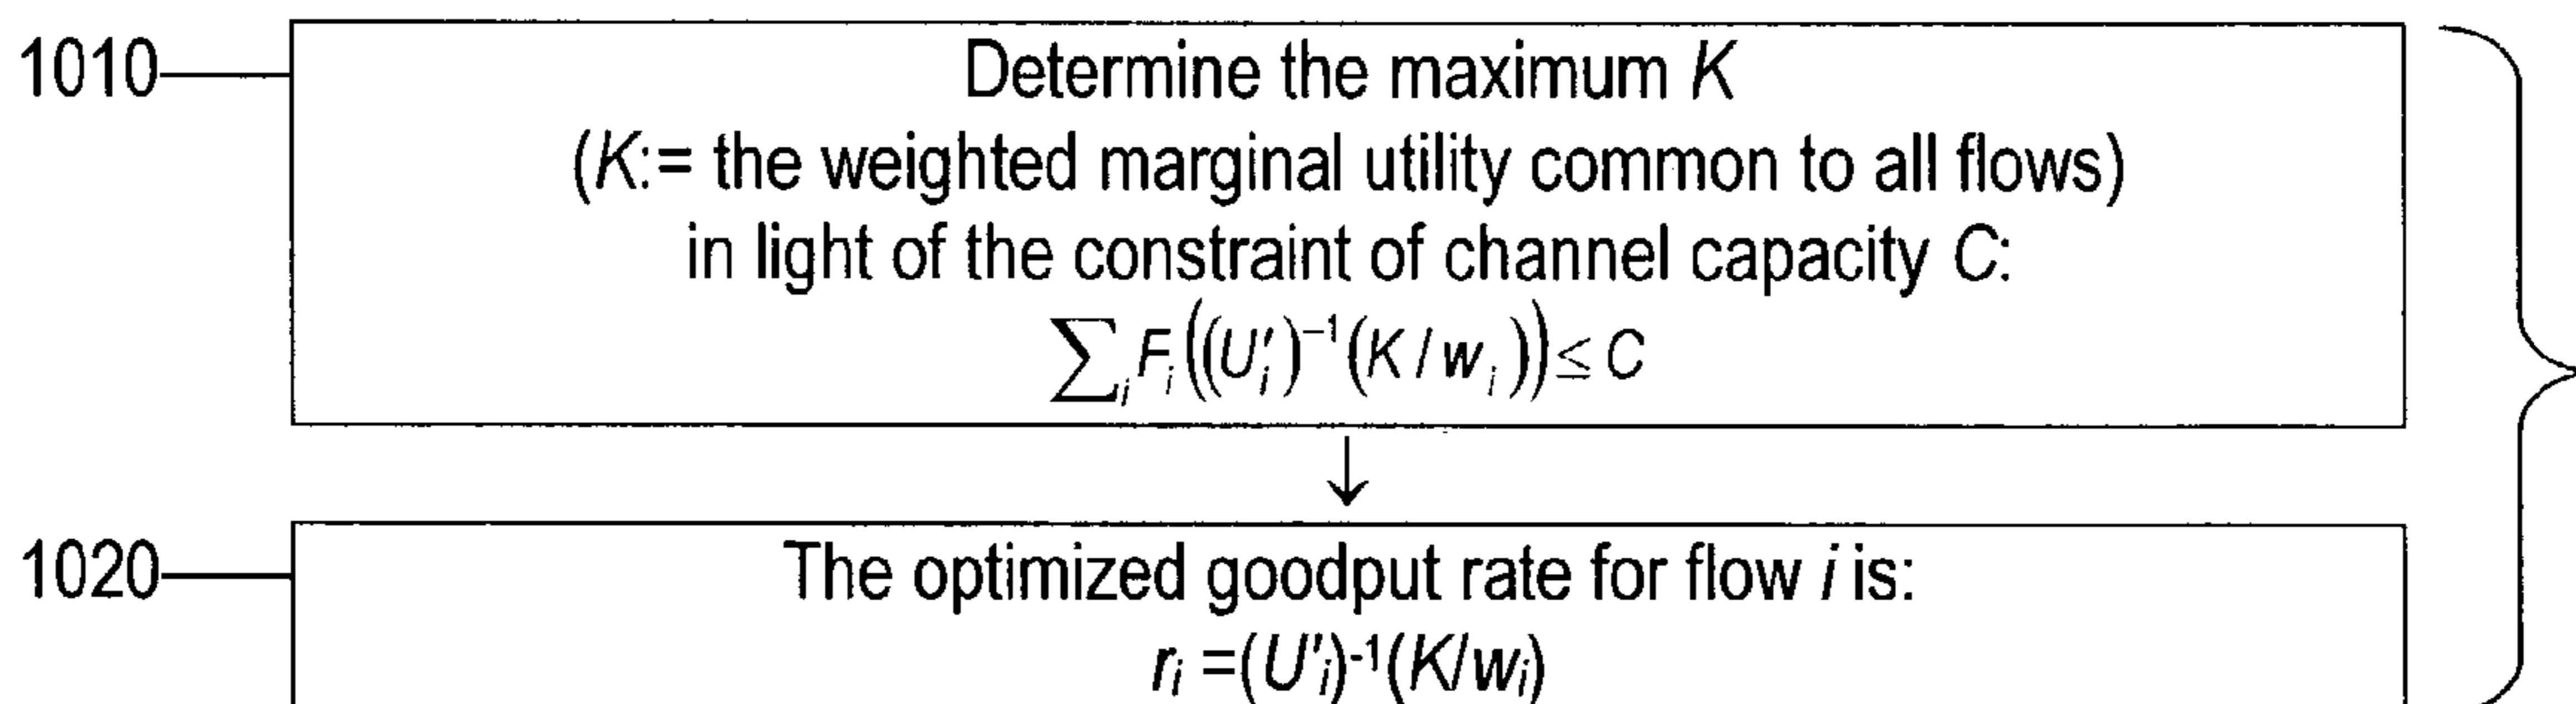 1010
Determine the maximum K
(K:= the weighted marginal utility common to all flows)
in light of the constraint of channel capacity C:
∑ᵢ Fᵢ((U′ᵢ)⁻¹(K / wᵢ)) ≤ C
1020
The optimized goodput rate for flow i is:
rᵢ =(U'ᵢ)⁻¹(K/wᵢ)